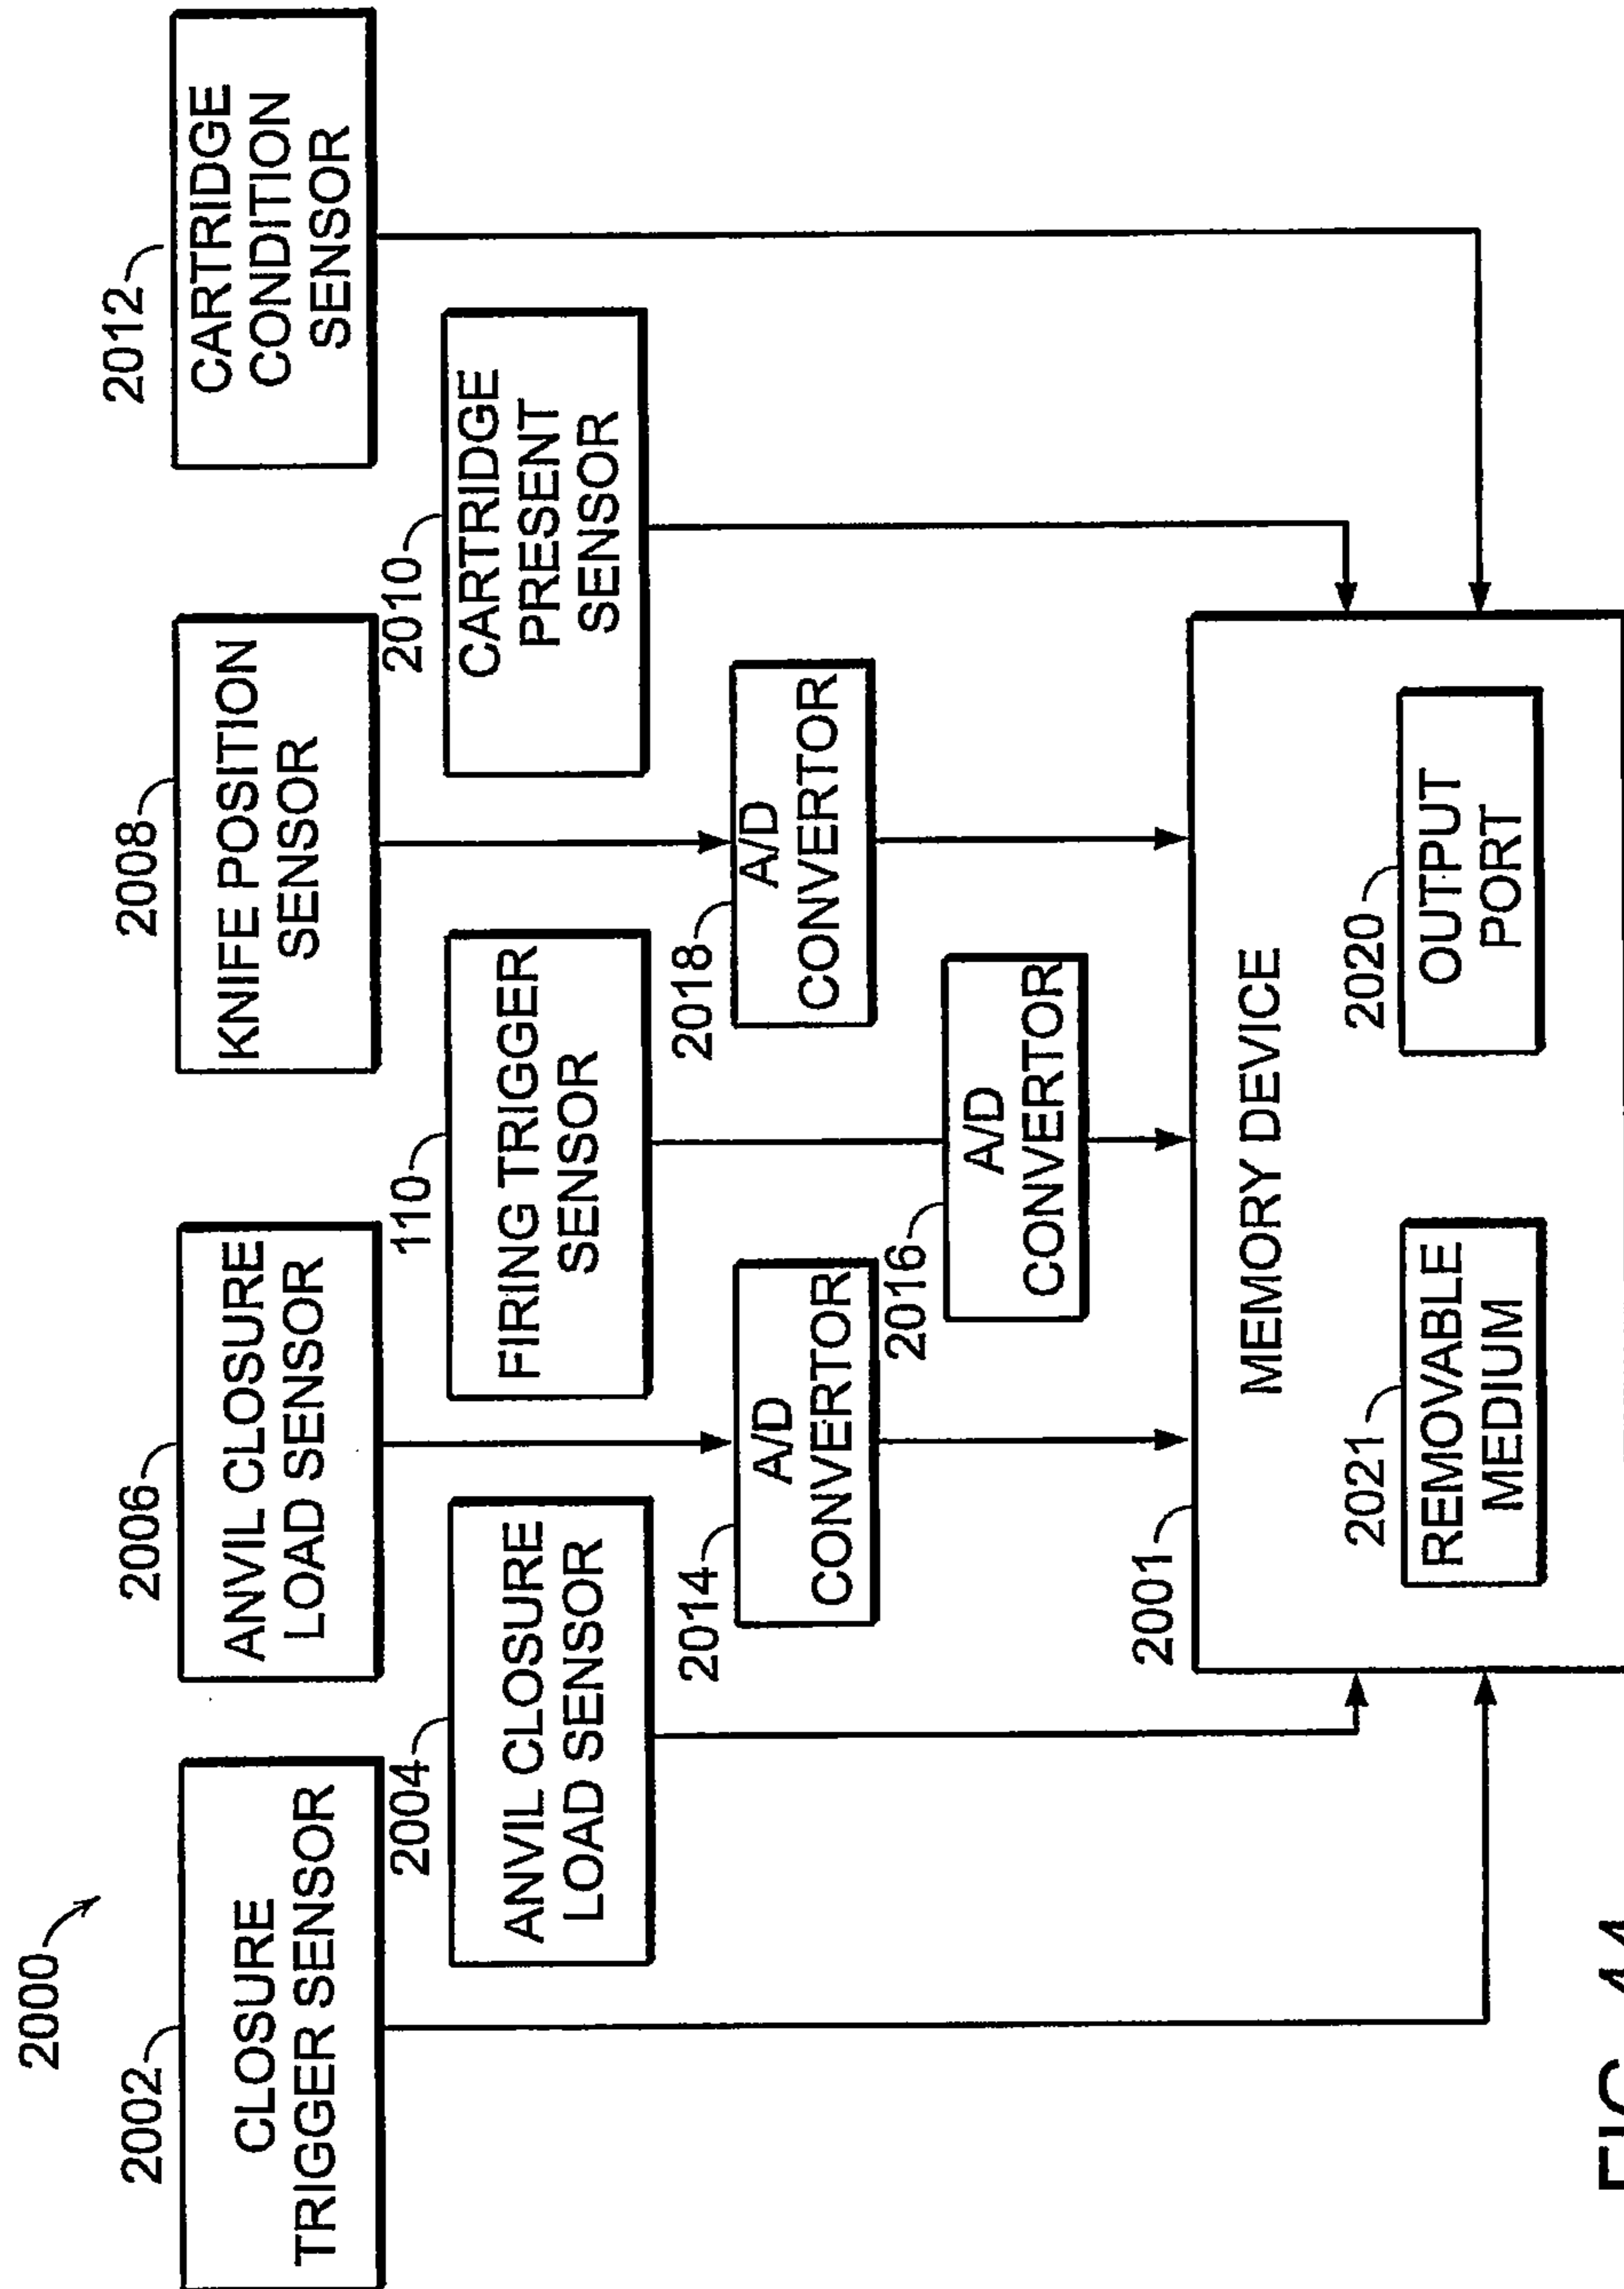 2000
2002
CLOSURE
TRIGGER SENSOR
2006
ANVIL CLOSURE
LOAD SENSOR
2008
KNIFE POSITION
SENSOR
2012
CARTRIDGE
CONDITION
SENSOR
2004
ANVIL CLOSURE
LOAD SENSOR
110
FIRING TRIGGER
SENSOR
2010
CARTRIDGE
PRESENT
SENSOR
2014
A/D
CONVERTOR
2018
A/D
CONVERTOR
2016
A/D
CONVERTOR
2001
MEMORY DEVICE
2021
REMOVABLE
MEDIUM
2020
OUTPUT
PORT
FIG. 44